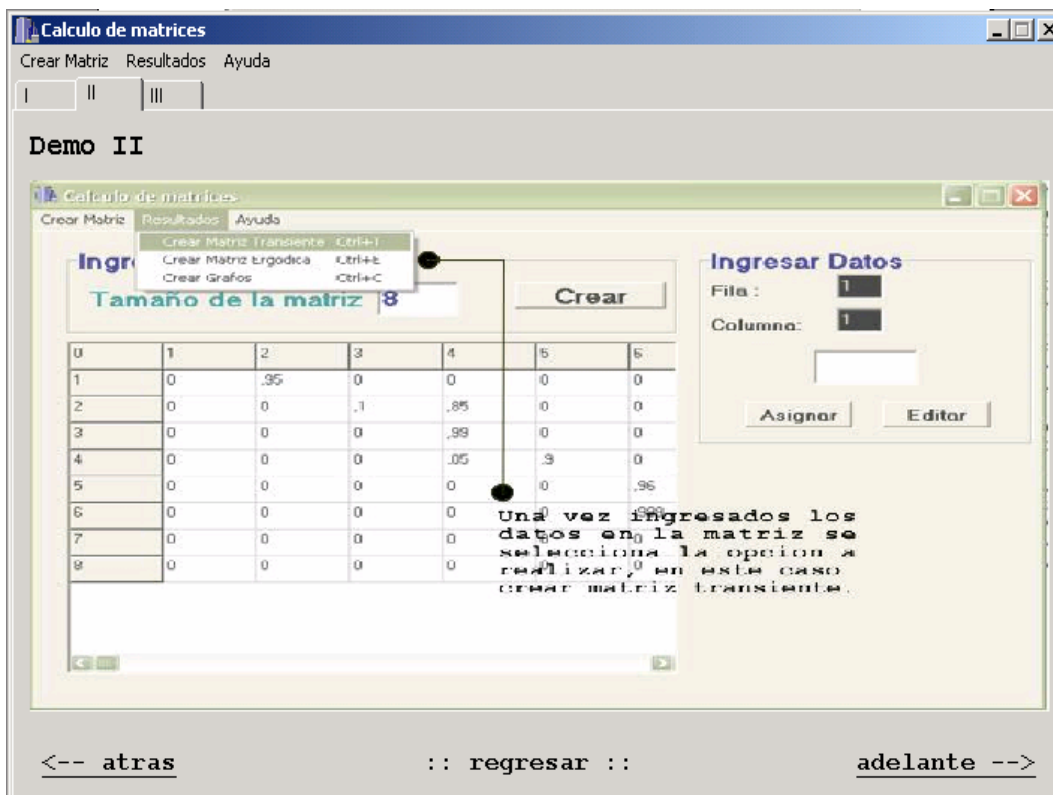 Calculo de matrices
Crear Matriz Resultados Ayuda
I II III
Demo II
Calculo de matrices
Crear Matriz Resultados Ayuda
Crear Matriz Transiente Ctrl+T
Crear Matriz Ergodica Ctrl+E
Crear Grafos Ctrl+C
Ingr
Tamaño de la matriz 8
Crear
Ingresar Datos
Fila : 1
Columna: 1
Asignar Editar
0 1 2 3 4 5 6
1 0 .95 0 0 0 0
2 0 0 .1 .85 0 0
3 0 0 0 .99 0 0
4 0 0 0 .05 .9 0
5 0 0 0 0 0 .96
6 0 0 0 0
7 0 0 0 0
8 0 0 0 0
Una vez ingresados los
datos en la matriz se
selecciona la opcion a
realizar, en este caso
crear matriz transiente.
<-- atras
:: regresar ::
adelante -->